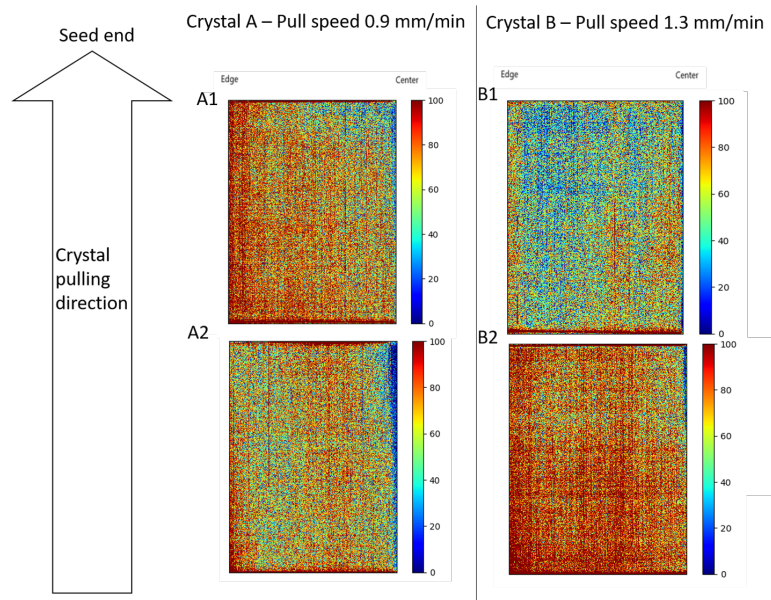 Seed end
Crystal
pulling
direction
Crystal A – Pull speed 0.9 mm/min
Edge Center
A1
100
80
60
40
20
0
A2
100
80
60
40
20
0
Crystal B – Pull speed 1.3 mm/min
Edge Center
B1
100
80
60
40
20
0
B2
100
80
60
40
20
0